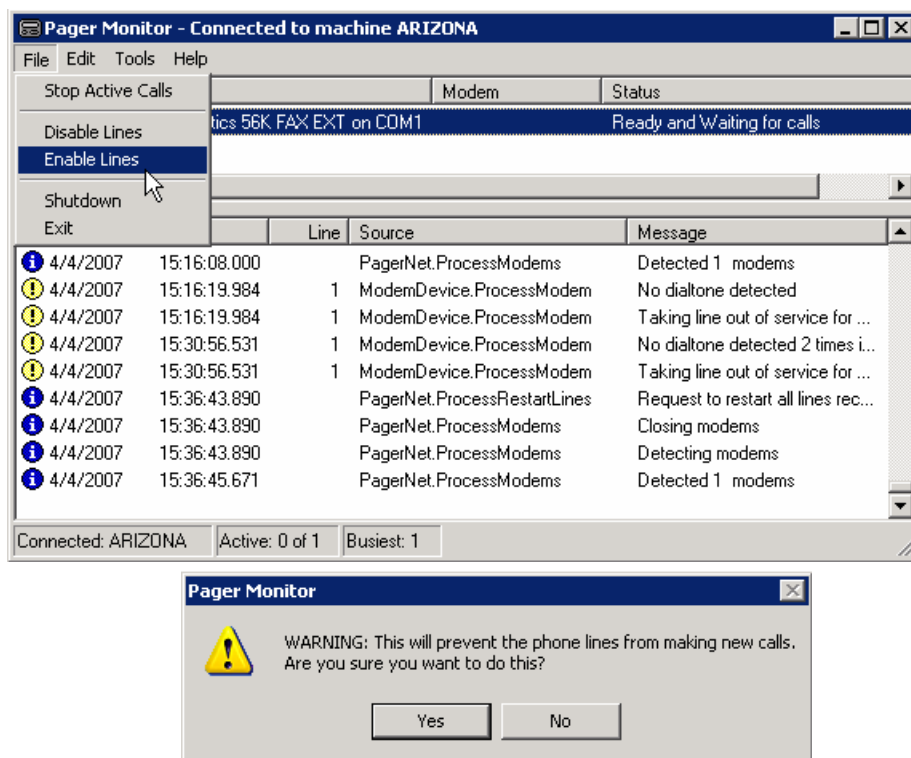 Pager Monitor - Connected to machine ARIZONA
File Edit Tools Help
Stop Active Calls
Disable Lines
Enable Lines
Shutdown
Exit
Modem Status
tics 56K FAX EXT on COM1 Ready and Waiting for calls
Line Source Message
4/4/2007 15:16:08.000 PagerNet.ProcessModems Detected 1 modems
4/4/2007 15:16:19.984 1 ModemDevice.ProcessModem No dialtone detected
4/4/2007 15:16:19.984 1 ModemDevice.ProcessModem Taking line out of service for ...
4/4/2007 15:30:56.531 1 ModemDevice.ProcessModem No dialtone detected 2 times i...
4/4/2007 15:30:56.531 1 ModemDevice.ProcessModem Taking line out of service for ...
4/4/2007 15:36:43.890 PagerNet.ProcessRestartLines Request to restart all lines rec...
4/4/2007 15:36:43.890 PagerNet.ProcessModems Closing modems
4/4/2007 15:36:43.890 PagerNet.ProcessModems Detecting modems
4/4/2007 15:36:45.671 PagerNet.ProcessModems Detected 1 modems
Connected: ARIZONA Active: 0 of 1 Busiest: 1
Pager Monitor
WARNING: This will prevent the phone lines from making new calls.
Are you sure you want to do this?
Yes No